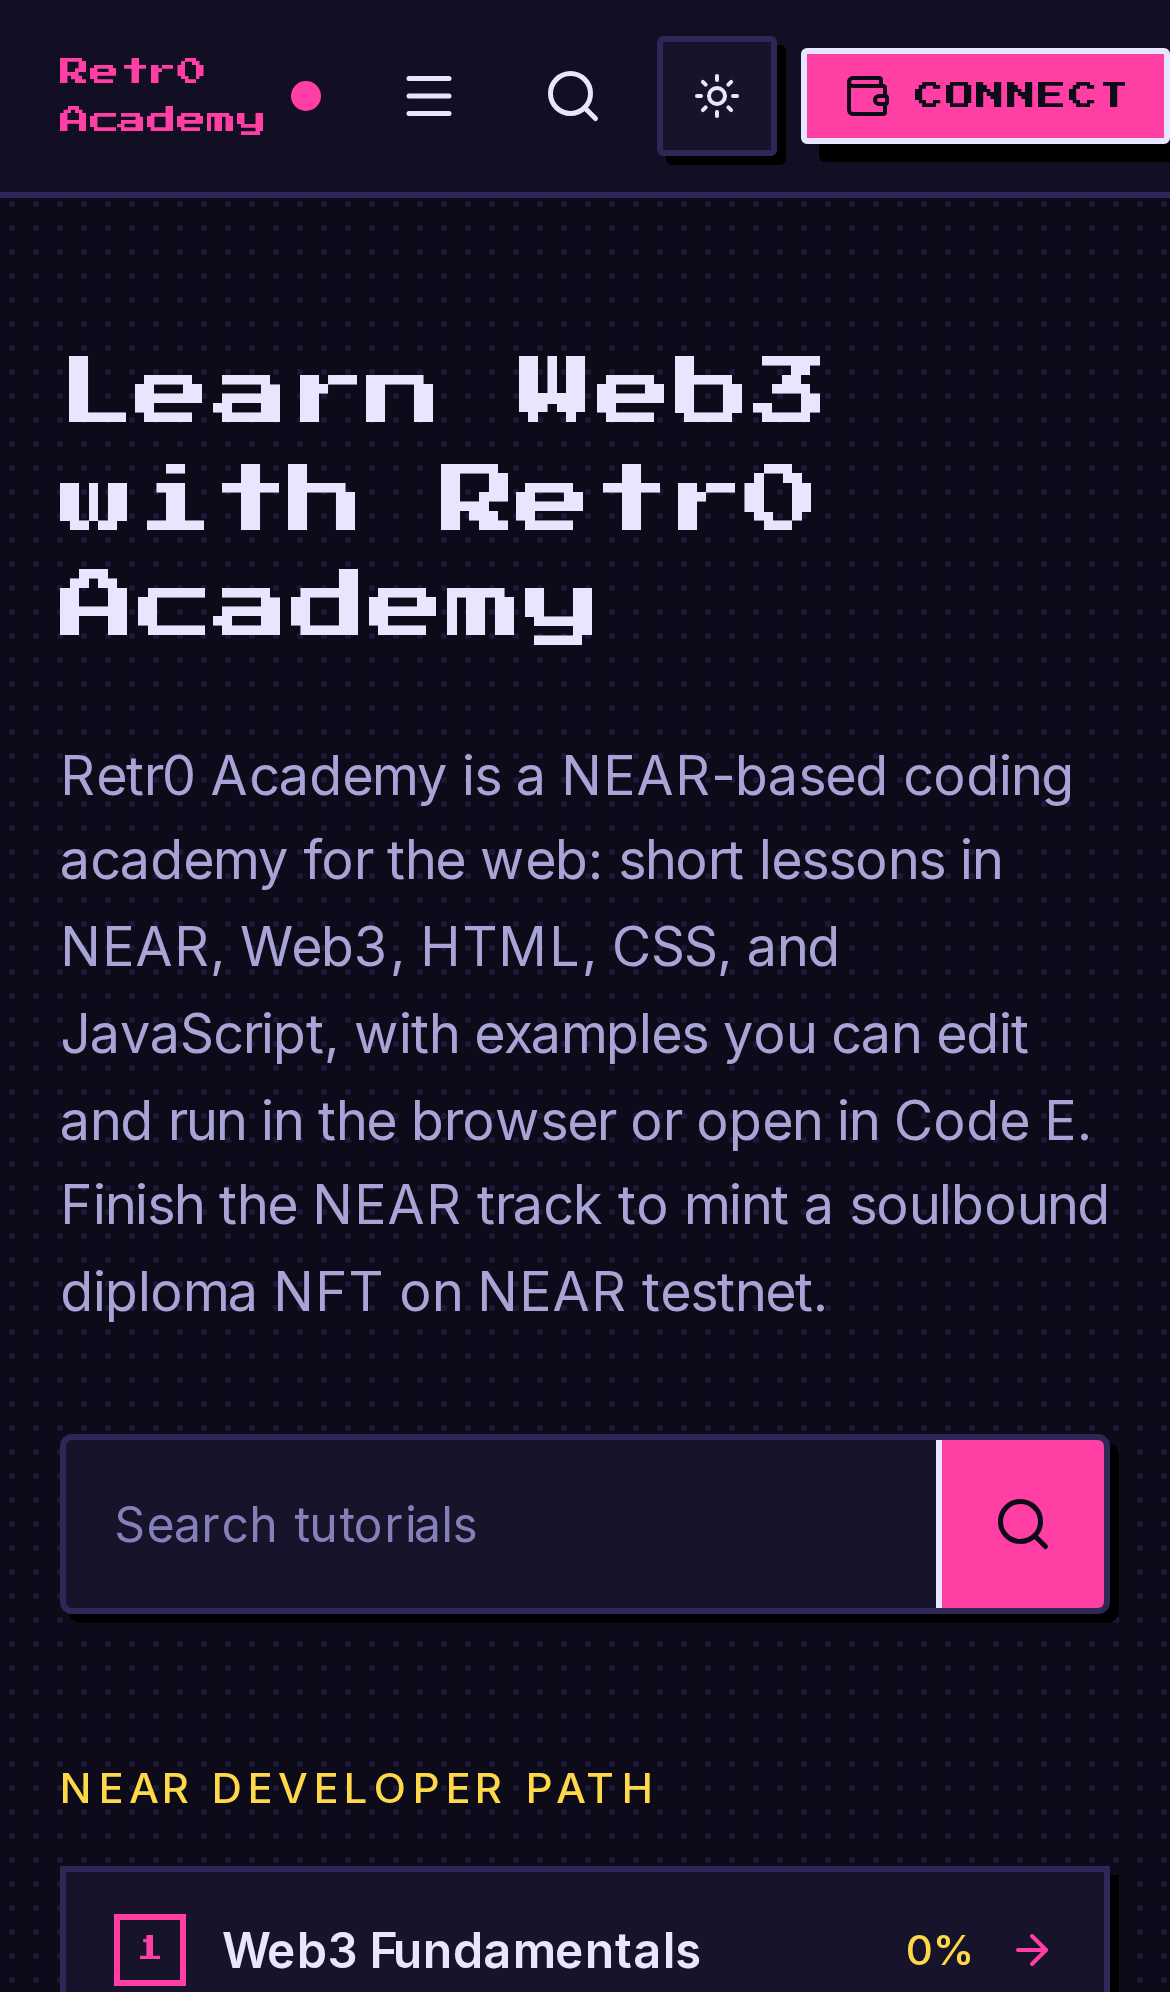 Retr0
Academy
CONNECT
Learn Web3
with Retr0
Academy
Retr0 Academy is a NEAR-based coding
academy for the web: short lessons in
NEAR, Web3, HTML, CSS, and
JavaScript, with examples you can edit
and run in the browser or open in Code E.
Finish the NEAR track to mint a soulbound
diploma NFT on NEAR testnet.
Search tutorials
NEAR DEVELOPER PATH
1 Web3 Fundamentals 0%